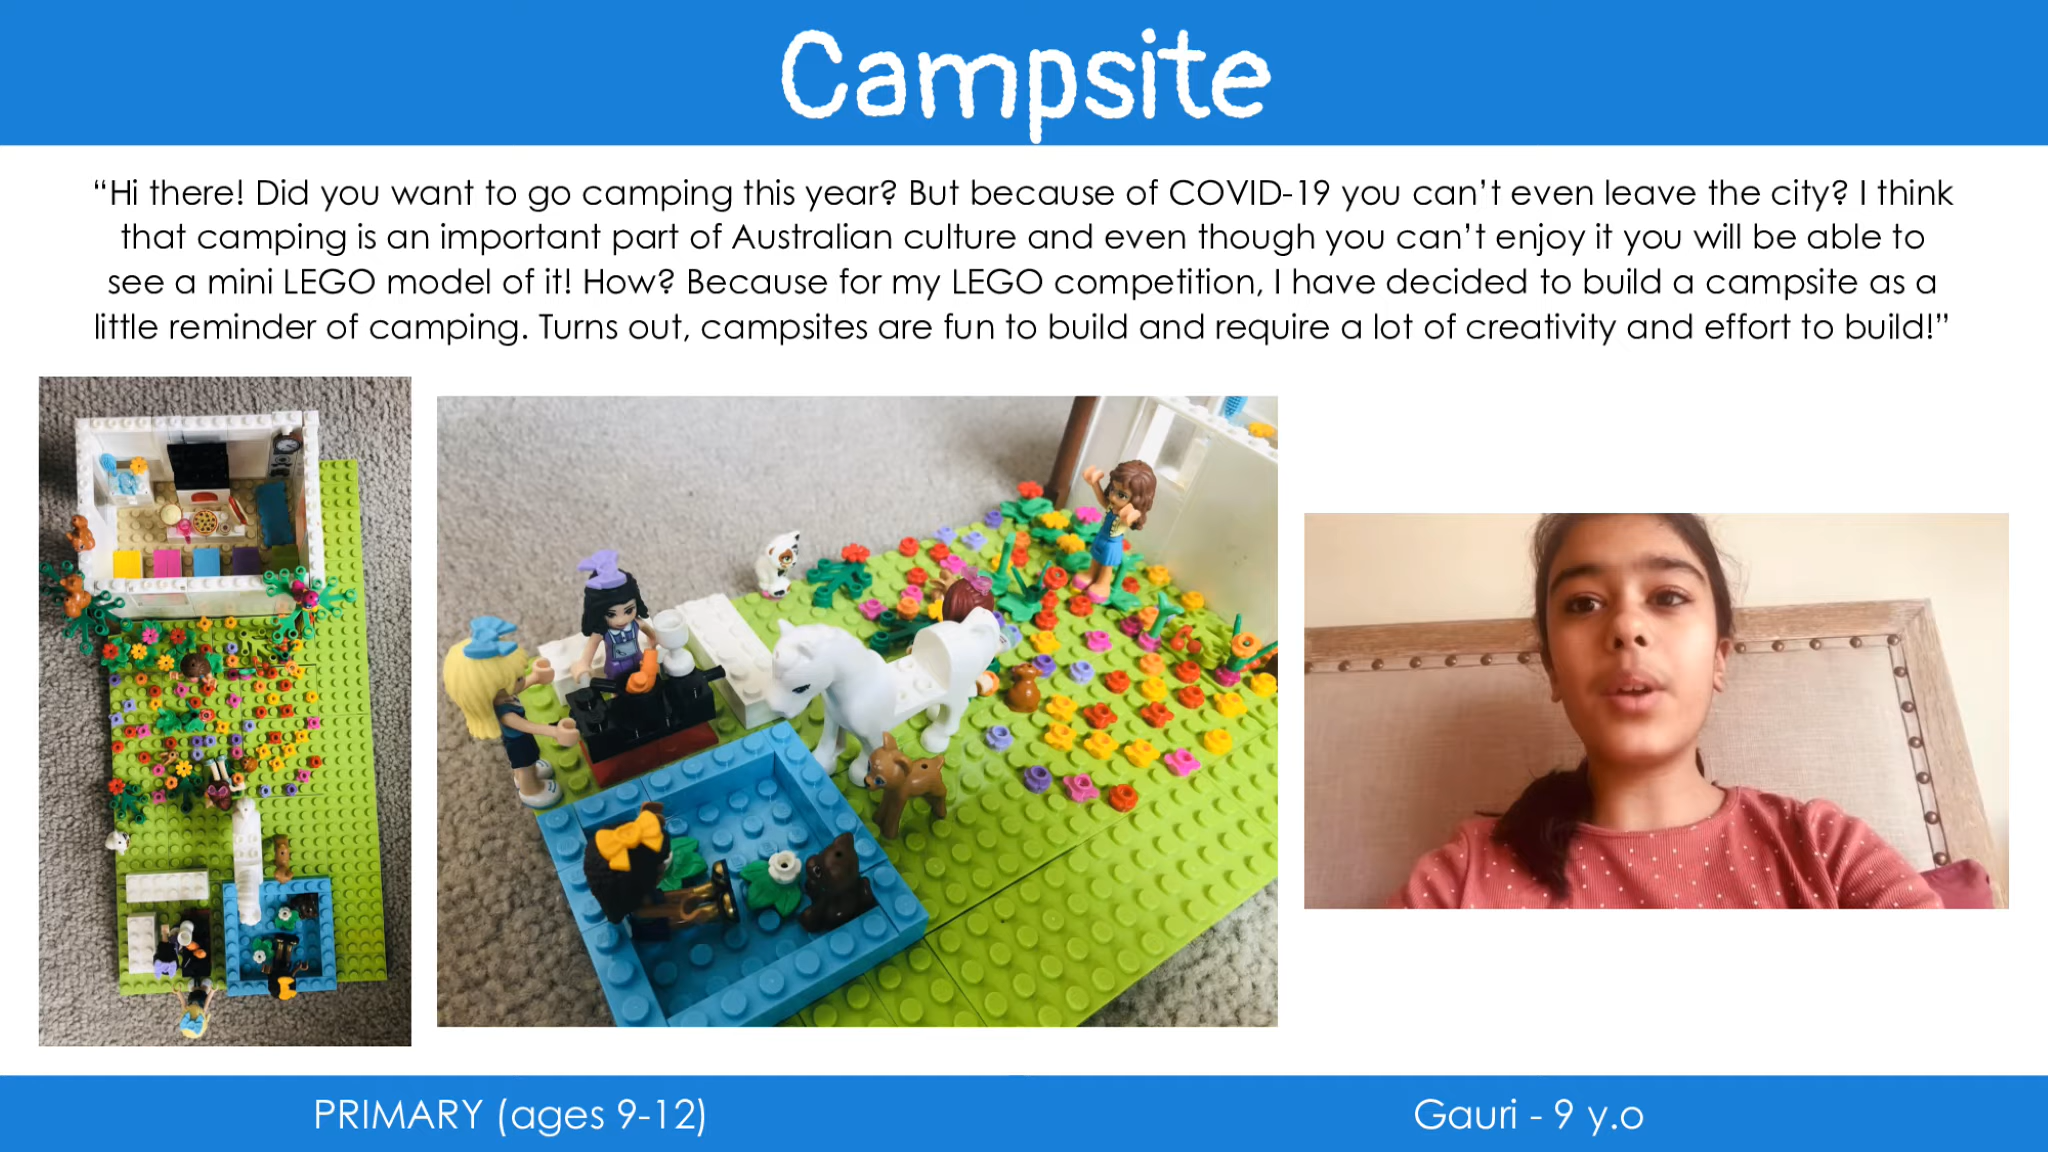 Campsite
“Hi there! Did you want to go camping this year? But because of COVID-19 you can’t even leave the city? I think
that camping is an important part of Australian culture and even though you can’t enjoy it you will be able to
see a mini LEGO model of it! How? Because for my LEGO competition, I have decided to build a campsite as a
little reminder of camping. Turns out, campsites are fun to build and require a lot of creativity and effort to build!”
PRIMARY (ages 9-12)
Gauri - 9 y.o